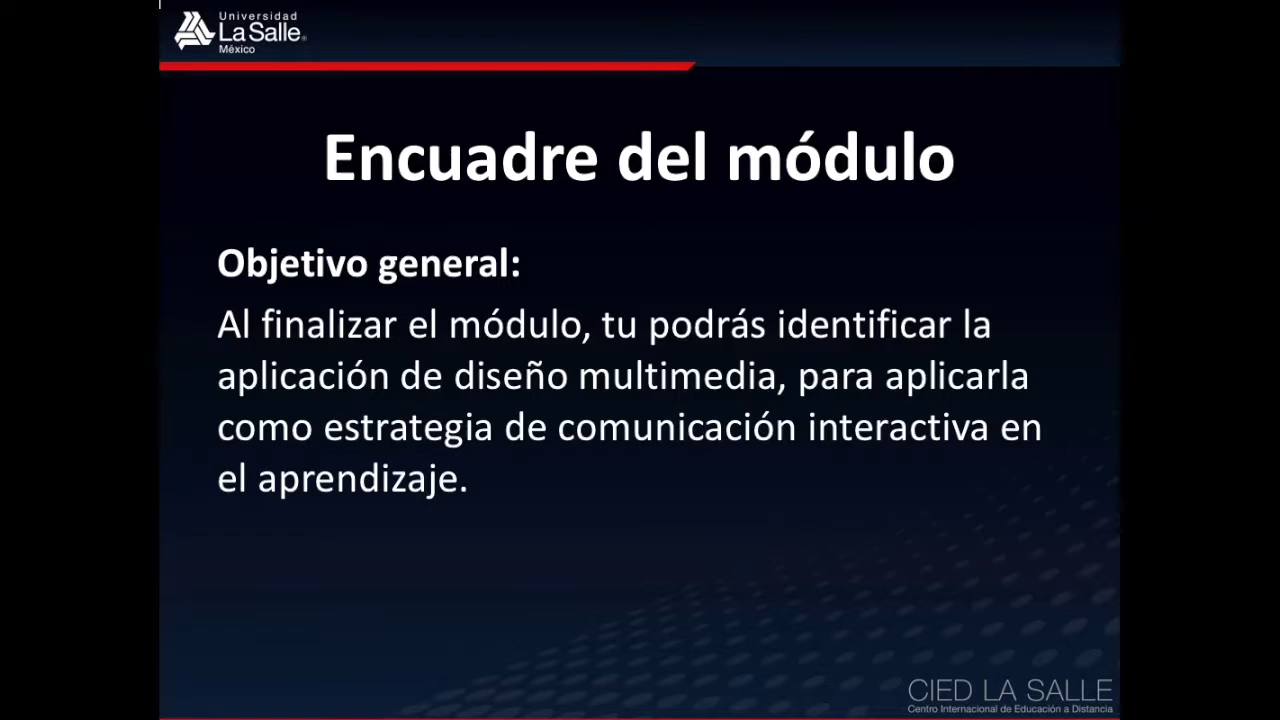 Universidad
La Salle®
México
Encuadre del módulo
Objetivo general:
Al finalizar el módulo, tu podrás identificar la
aplicación de diseño multimedia, para aplicarla
como estrategia de comunicación interactiva en
el aprendizaje.
CIED LA SALLE
Centro Internacional de Educación a Distancia